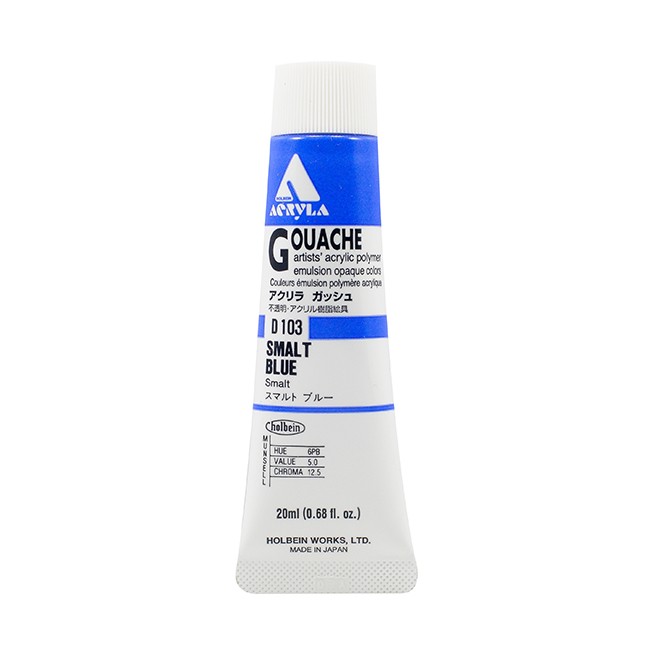 HOLBEIN
ACRYLA
GOUACHE
artists' acrylic polymer
emulsion opaque colors
Couleurs émulsion polymère acrylique
アクリラ ガッシュ
不透明・アクリル樹脂絵具
D 103
SMALT
BLUE
Smalt
スマルト ブルー
holbein
MUNSELL
HUE 6PB
VALUE 5.0
CHROMA 12.5
20ml (0.68 fl. oz.)
HOLBEIN WORKS, LTD.
MADE IN JAPAN